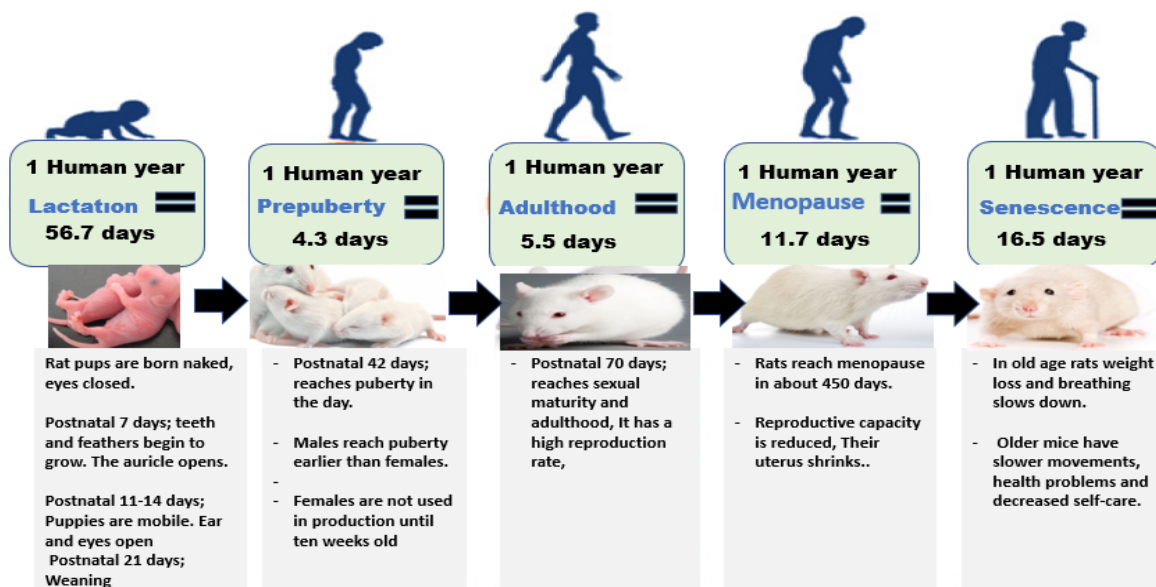 1 Human year
Lactation
56.7 days
1 Human year
Prepuberty
4.3 days
1 Human year
Adulthood
5.5 days
1 Human year
Menopause
11.7 days
1 Human year
Senescence
16.5 days
Rat pups are born naked,
eyes closed.
Postnatal 7 days; teeth
and feathers begin to
grow. The auricle opens.
Postnatal 11-14 days;
Puppies are mobile. Ear
and eyes open
Postnatal 21 days;
Weaning
- Postnatal 42 days;
reaches puberty in
the day.
- Males reach puberty
earlier than females.
-
- Females are not used
in production until
ten weeks old
- Postnatal 70 days;
reaches sexual
maturity and
adulthood, It has a
high reproduction
rate,
- Rats reach menopause
in about 450 days.
- Reproductive capacity
is reduced, Their
uterus shrinks..
- In old age rats weight
loss and breathing
slows down.
- Older mice have
slower movements,
health problems and
decreased self-care.